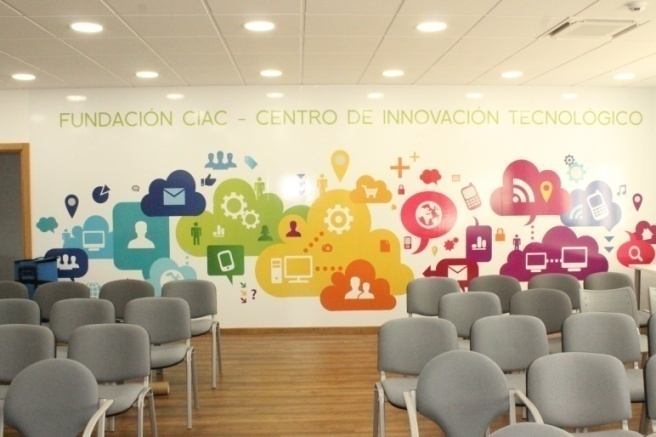 FUNDACIÓN CIAC - CENTRO DE INNOVACIÓN TECNOLÓGICO